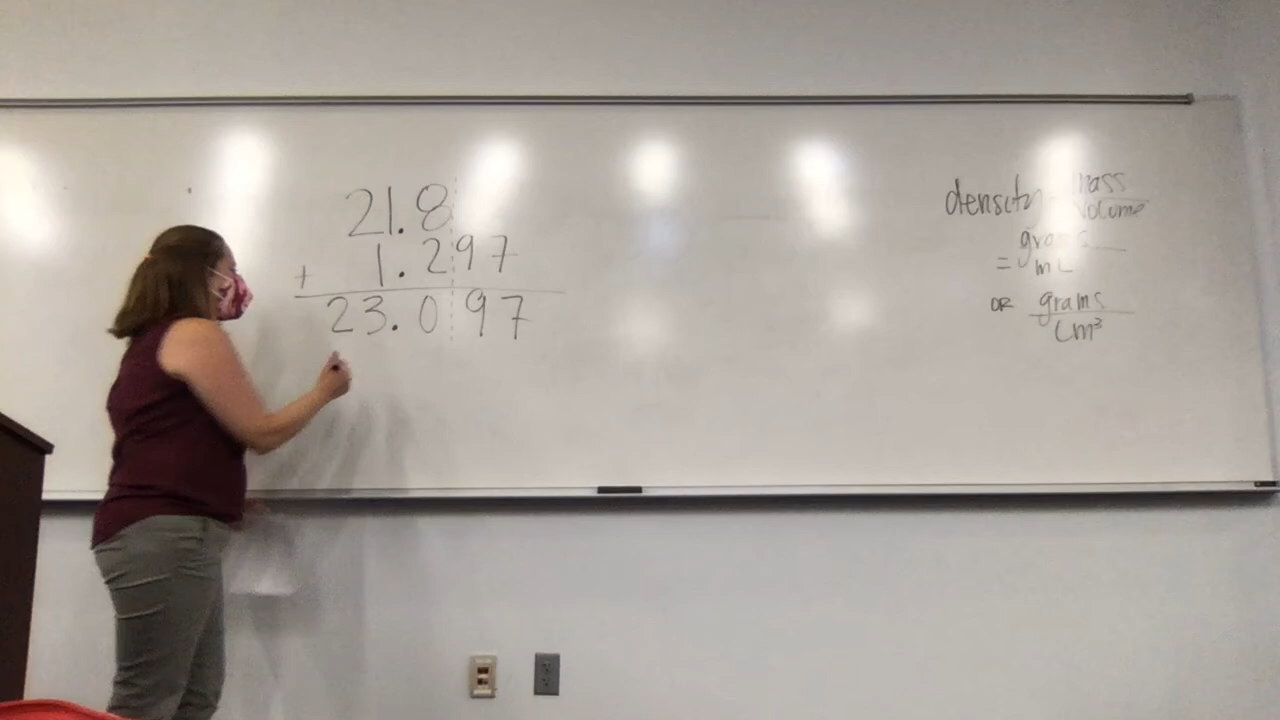 21.8
+ 1.297
23.097
density = mass
volume
= grams
mL
OR grams
cm³